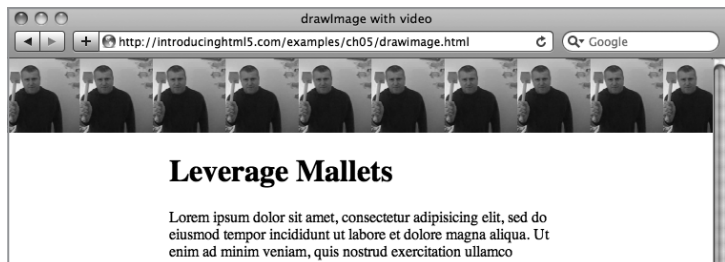 drawImage with video
http://introducinghtml5.com/examples/ch05/drawimage.html
Google
Leverage Mallets
Lorem ipsum dolor sit amet, consectetur adipisicing elit, sed do
eiusmod tempor incididunt ut labore et dolore magna aliqua. Ut
enim ad minim veniam, quis nostrud exercitation ullamco